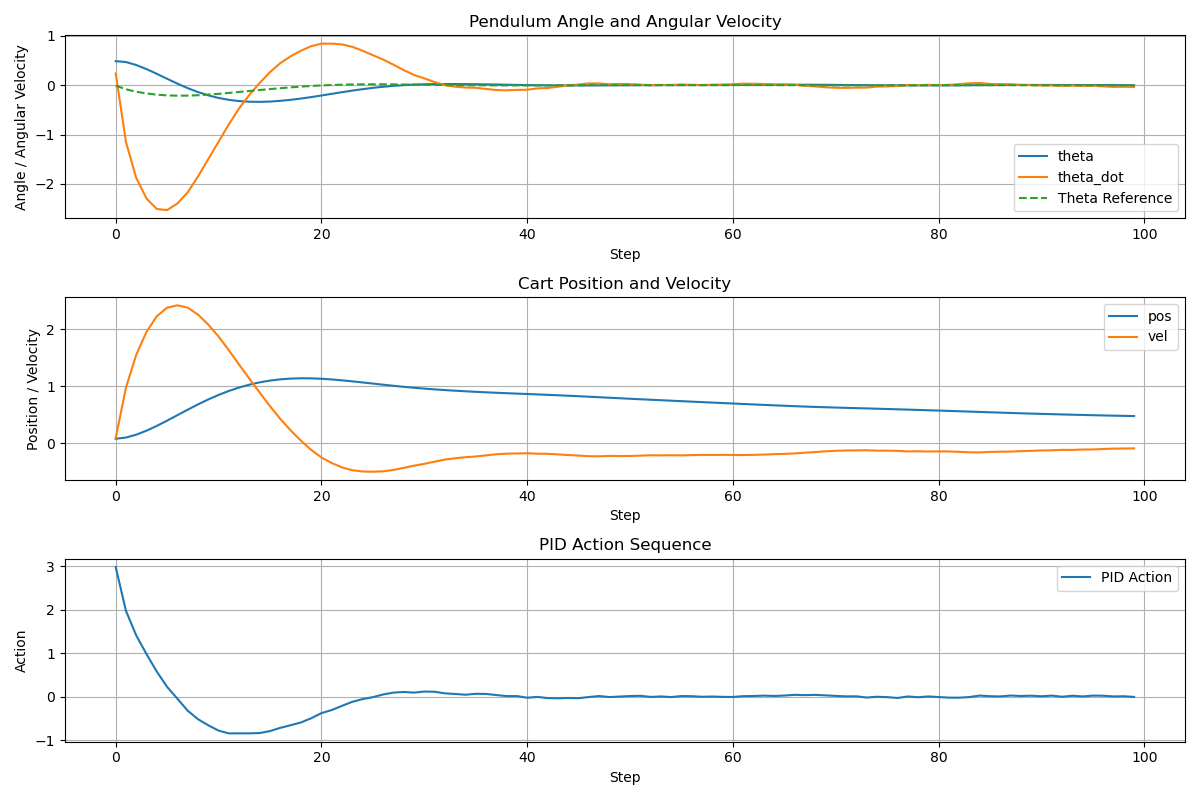 Pendulum Angle and Angular Velocity
Angle / Angular Velocity
1
0
−1
−2
theta
theta_dot
Theta Reference
0 20 40 60 80 100
Step
Cart Position and Velocity
Position / Velocity
2
1
0
pos
vel
0 20 40 60 80 100
Step
PID Action Sequence
Action
3
2
1
0
−1
PID Action
0 20 40 60 80 100
Step